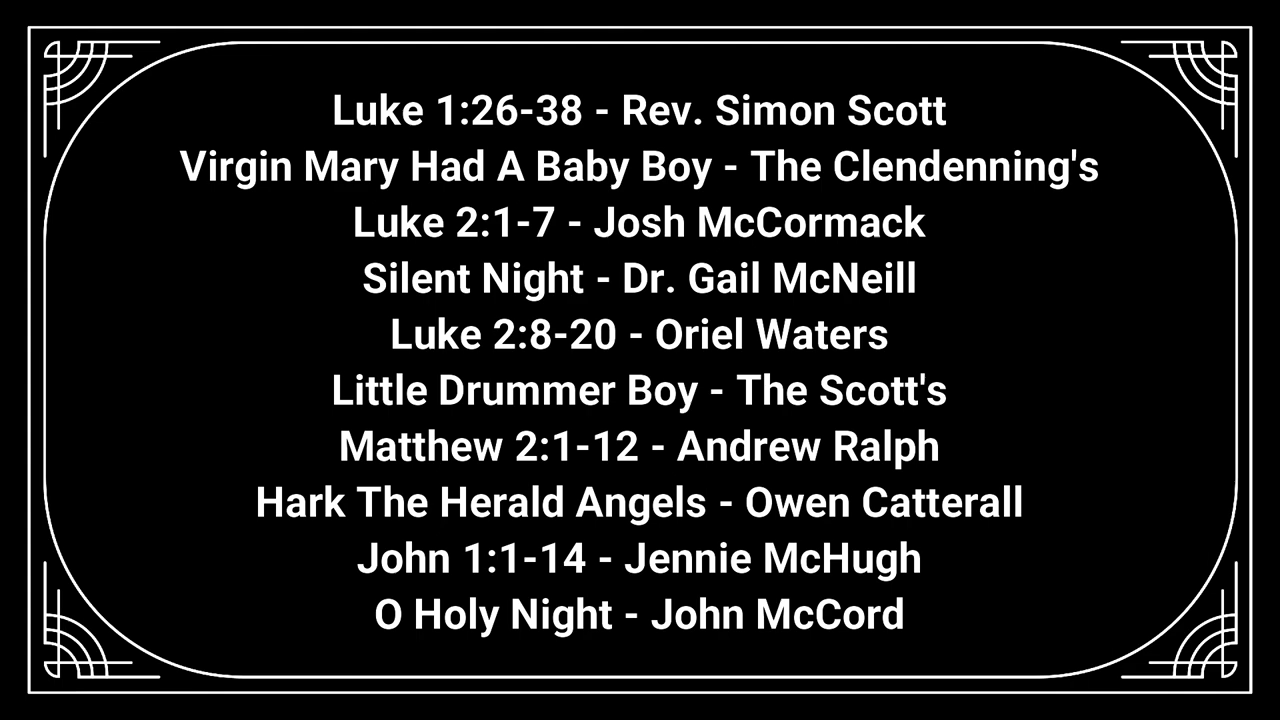 Luke 1:26-38 - Rev. Simon Scott
Virgin Mary Had A Baby Boy - The Clendenning's
Luke 2:1-7 - Josh McCormack
Silent Night - Dr. Gail McNeill
Luke 2:8-20 - Oriel Waters
Little Drummer Boy - The Scott's
Matthew 2:1-12 - Andrew Ralph
Hark The Herald Angels - Owen Catterall
John 1:1-14 - Jennie McHugh
O Holy Night - John McCord